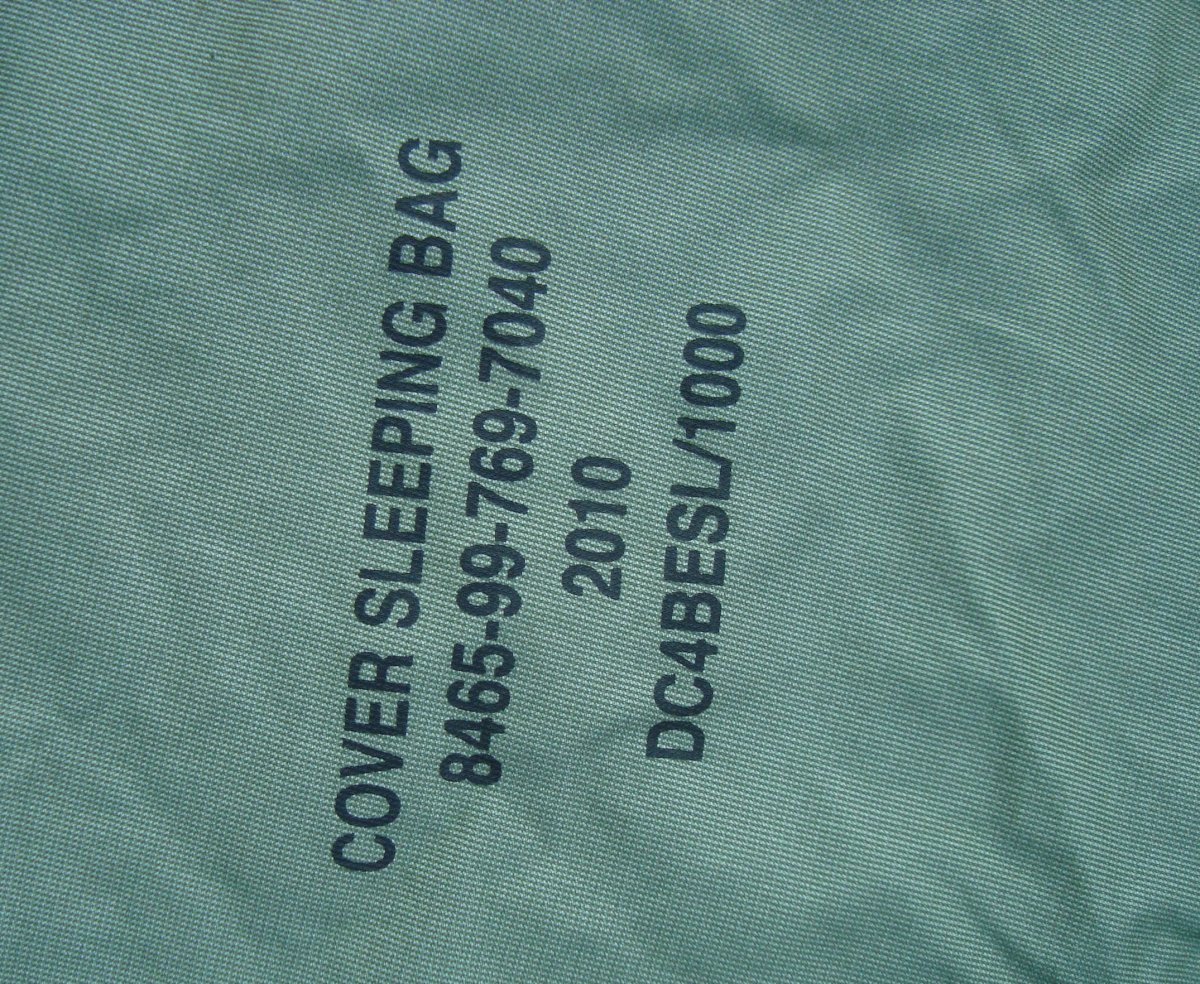 COVER SLEEPING BAG
8465-99-769-7040
2010
DC4BESL/1000